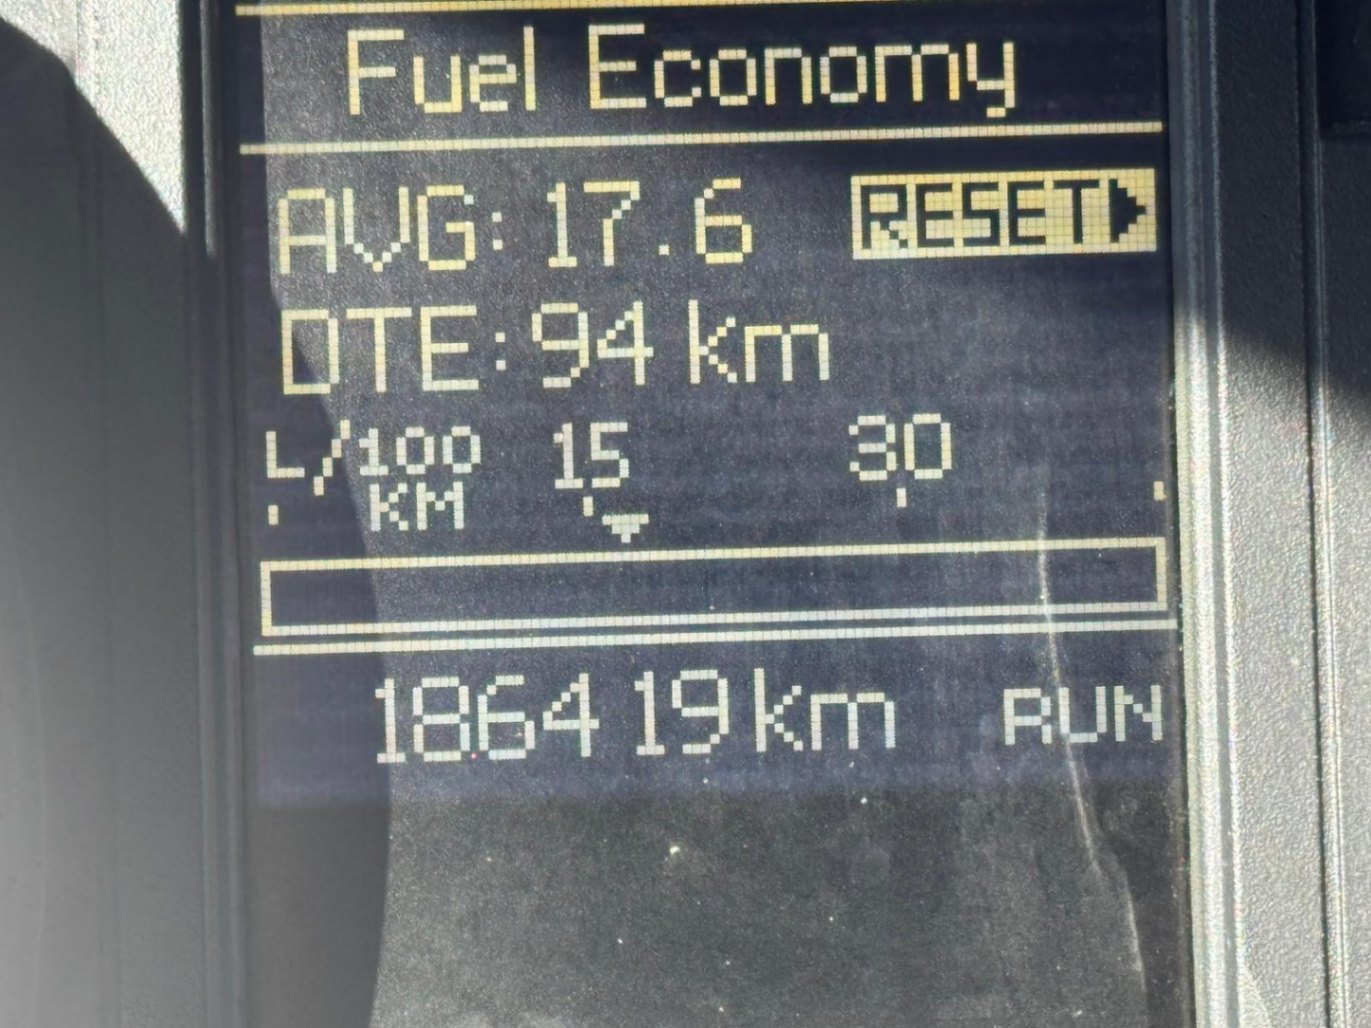 Fuel Economy
AVG: 17.6 RESET
DTE: 94 km
L/100 KM 15 30
186419 km RUN